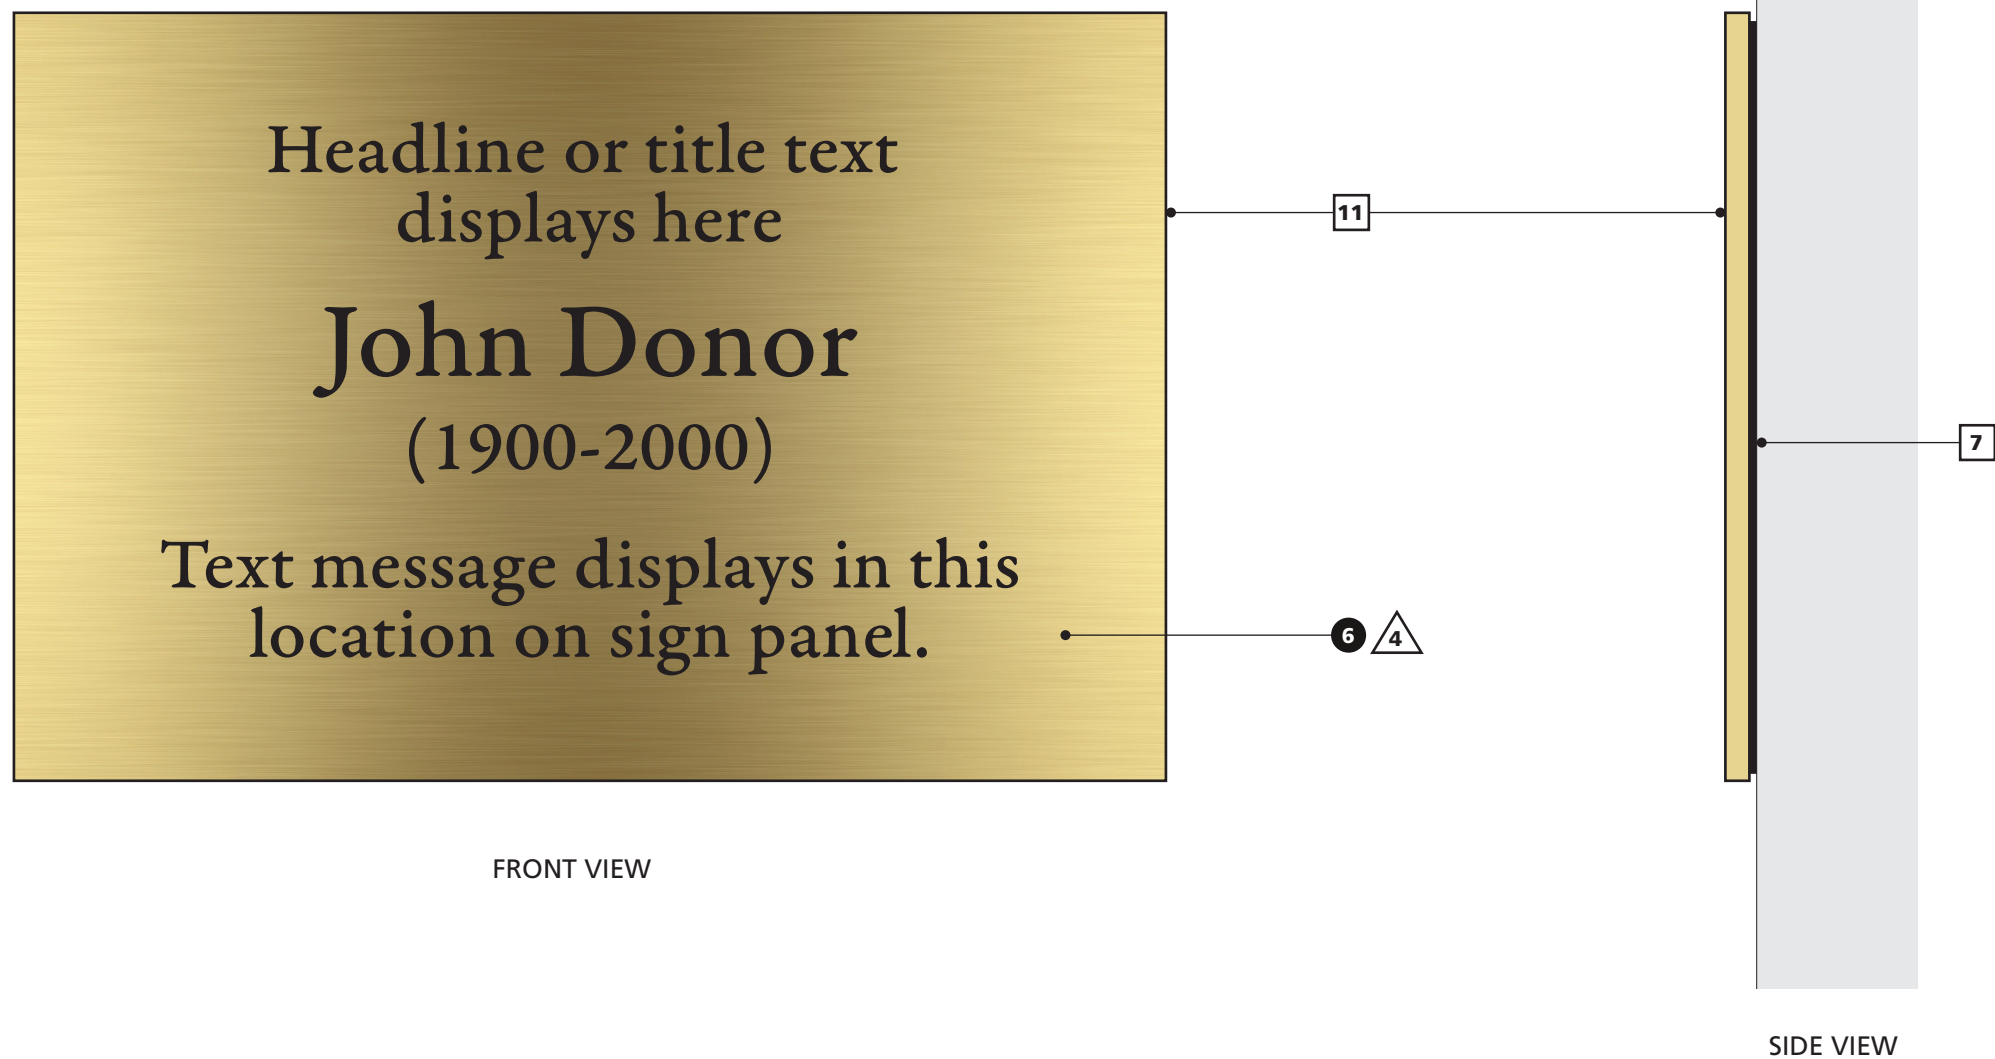 Headline or title text
displays here
John Donor
(1900-2000)
Text message displays in this
location on sign panel.
11
7
6 4
FRONT VIEW
SIDE VIEW